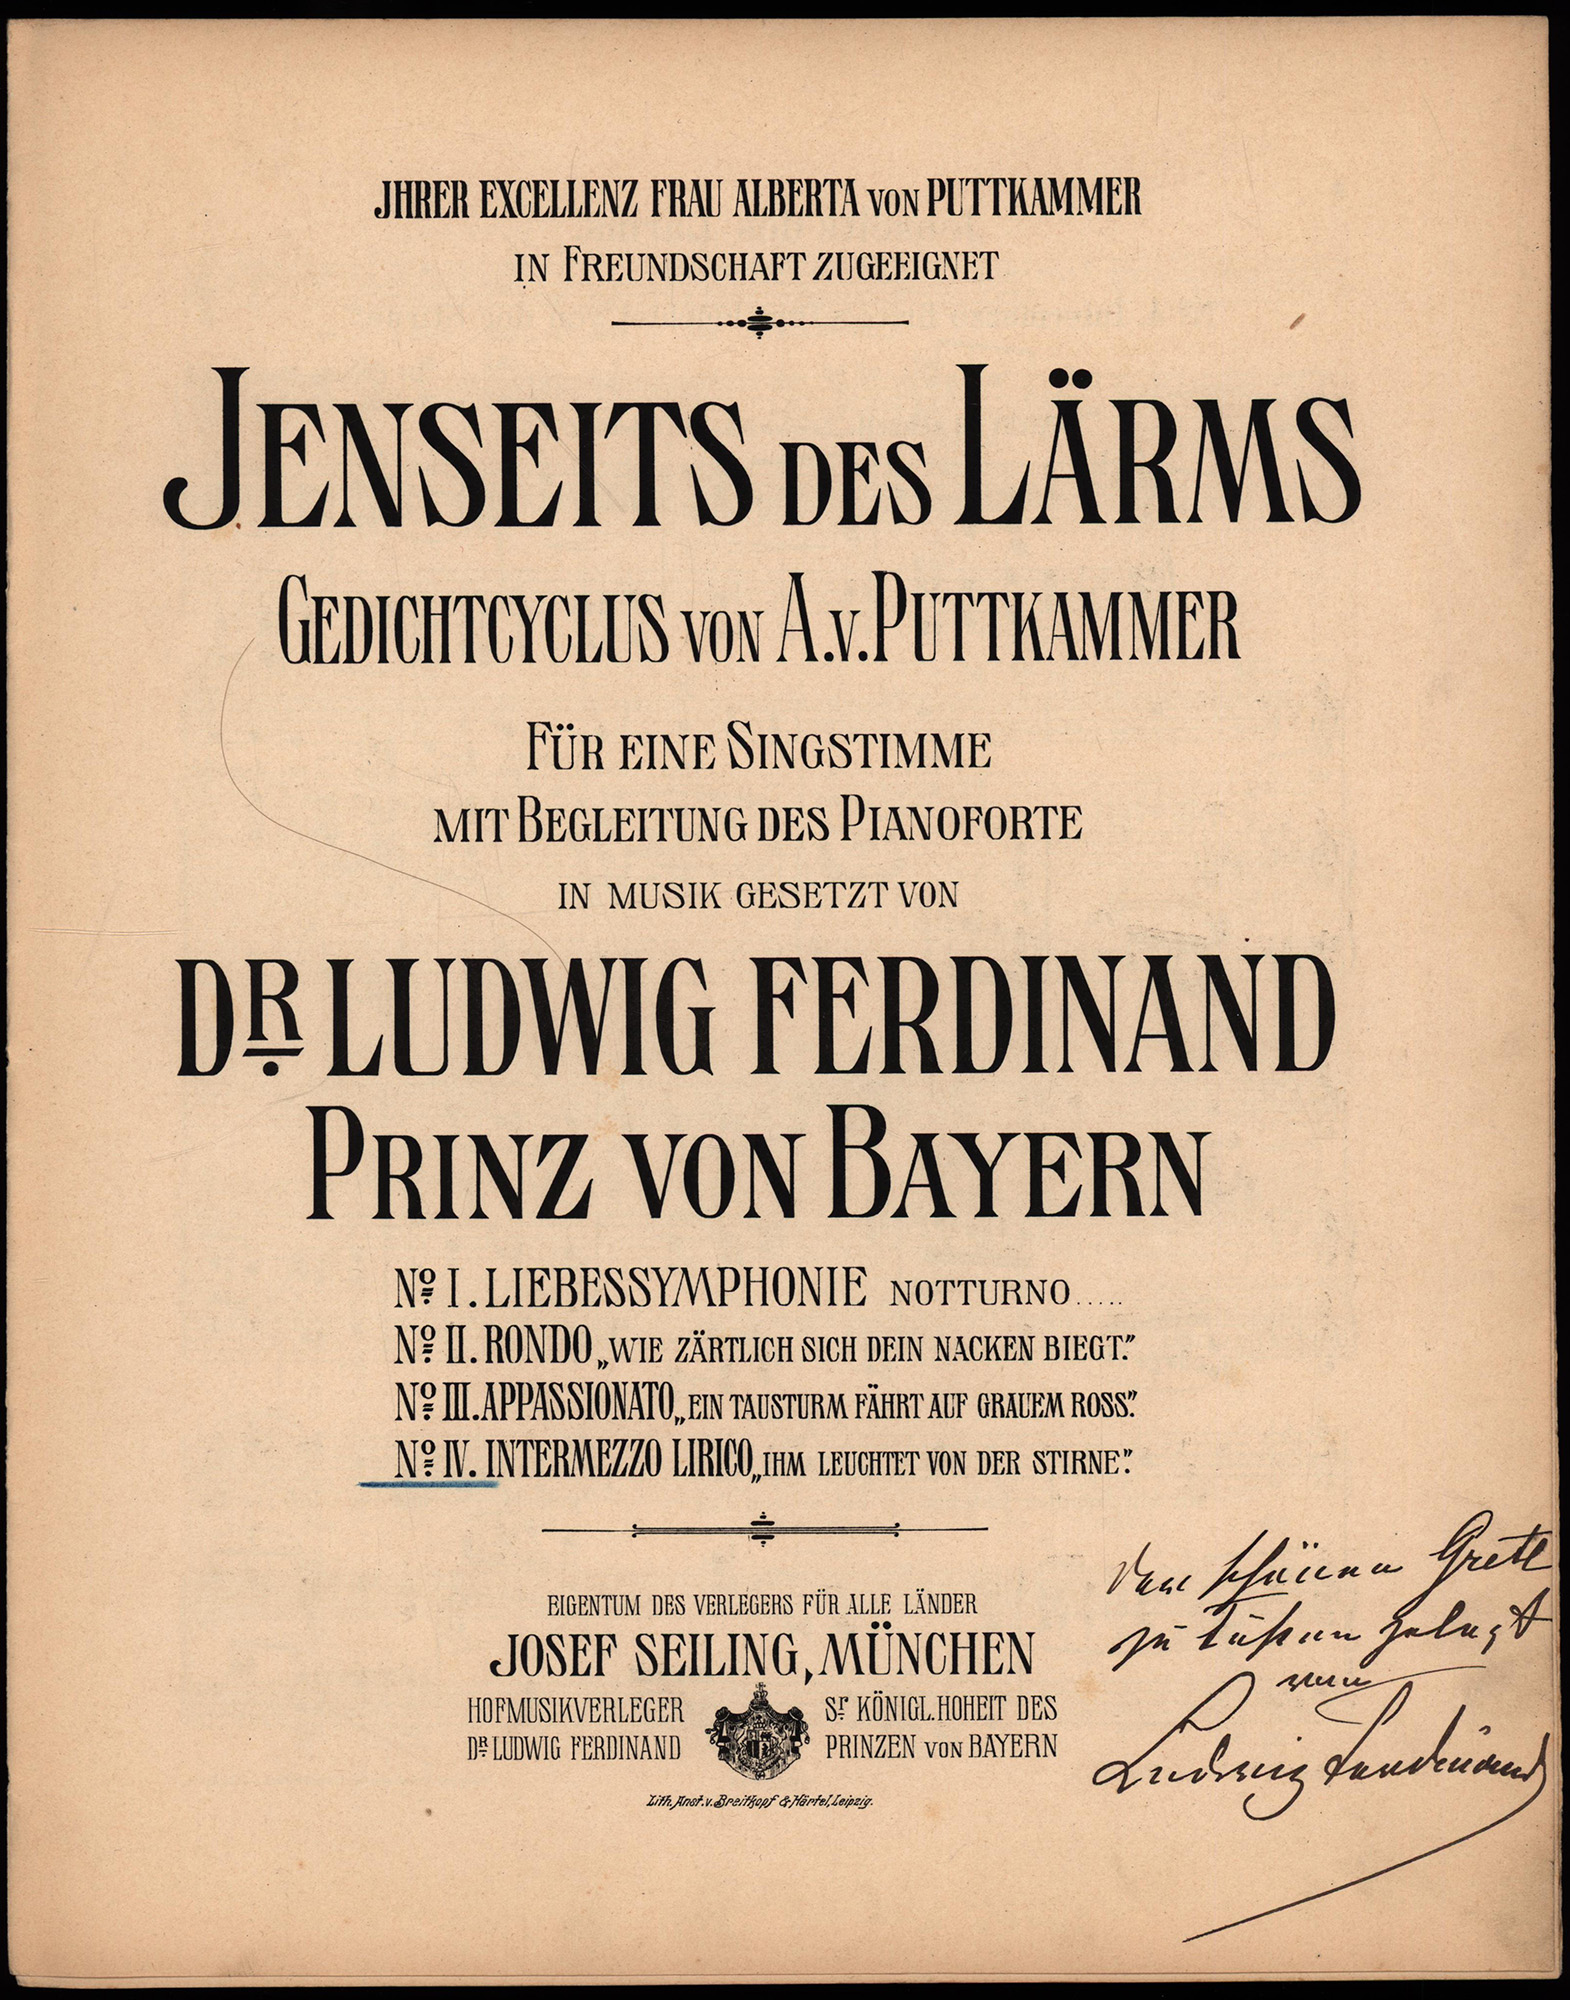 JHRER EXCELLENZ FRAU ALBERTA VON PUTTKAMMER
IN FREUNDSCHAFT ZUGEEIGNET
JENSEITS DES LÄRMS
GEDICHTCYCLUS VON A.V. PUTTKAMMER
FÜR EINE SINGSTIMME
MIT BEGLEITUNG DES PIANOFORTE
IN MUSIK GESETZT VON
DR. LUDWIG FERDINAND
PRINZ VON BAYERN
No. I. LIEBESSYMPHONIE NOTTURNO.....
No. II. RONDO „WIE ZÄRTLICH SICH DEIN NACKEN BIEGT."
No. III. APPASSIONATO „EIN TAUSTURM FÄHRT AUF GRAUEM ROSS."
No. IV. INTERMEZZO LIRICO „IHM LEUCHTET VON DER STIRNE."
EIGENTUM DES VERLEGERS FÜR ALLE LÄNDER
JOSEF SEILING, MÜNCHEN
HOFMUSIKVERLEGER Sr. KÖNIGL. HOHEIT DES
DR. LUDWIG FERDINAND PRINZEN VON BAYERN
Lith. Anst. v. Breitkopf & Härtel, Leipzig.
schönen Gretl
zu Füßen gelegt
von
Ludwig Ferdinand